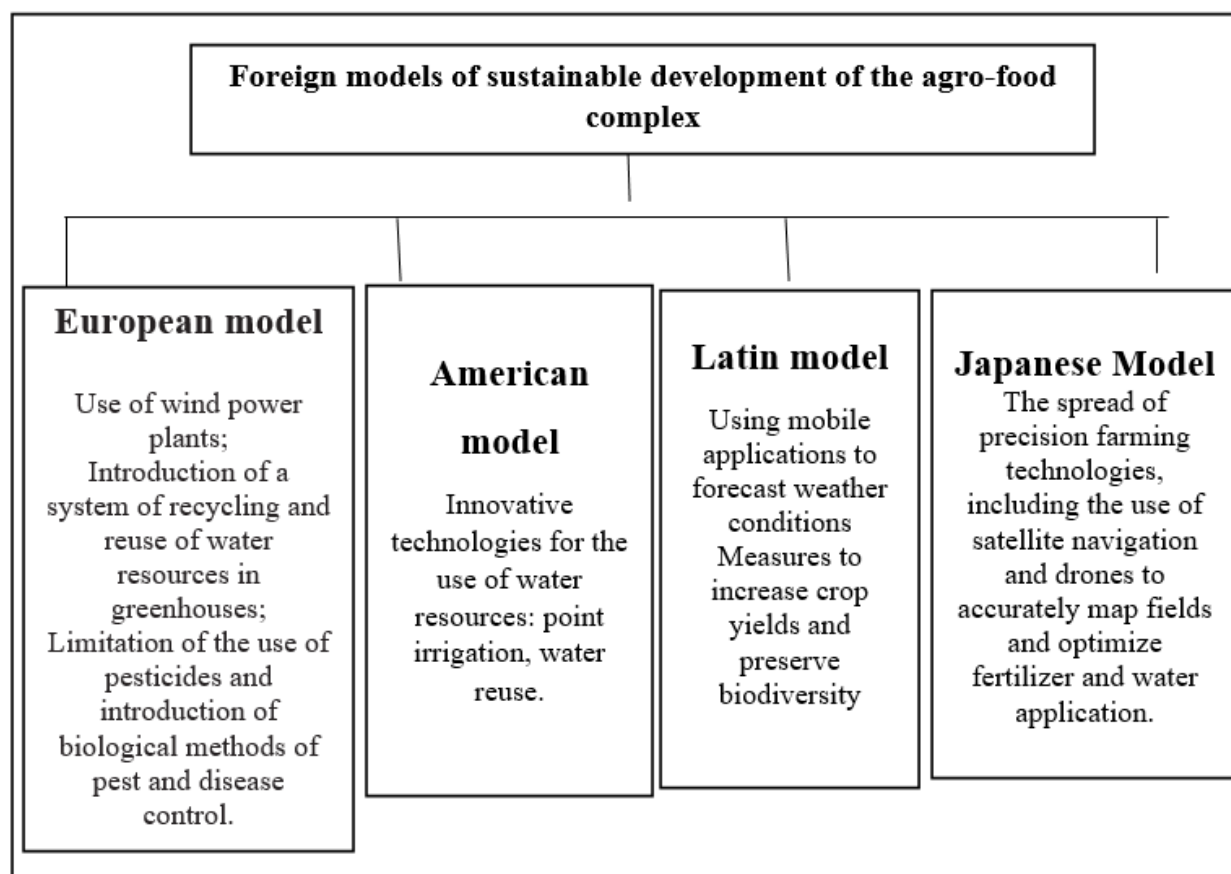 Foreign models of sustainable development of the agro-food
complex
European model
Use of wind power
plants;
Introduction of a
system of recycling and
reuse of water
resources in
greenhouses;
Limitation of the use of
pesticides and
introduction of
biological methods of
pest and disease
control.
American
model
Innovative
technologies for the
use of water
resources: point
irrigation, water
reuse.
Latin model
Using mobile
applications to
forecast weather
conditions
Measures to
increase crop
yields and
preserve
biodiversity
Japanese Model
The spread of
precision farming
technologies,
including the use of
satellite navigation
and drones to
accurately map fields
and optimize
fertilizer and water
application.